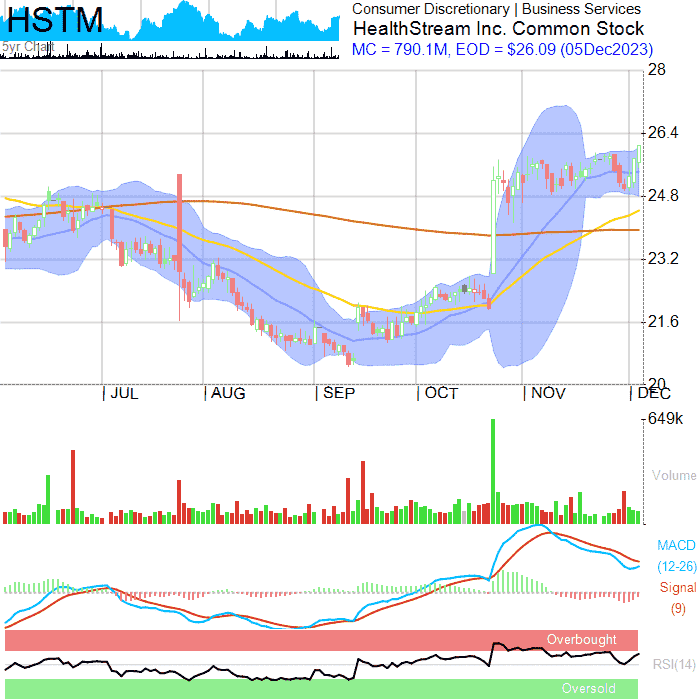 HSTM
5yr Chart
Consumer Discretionary | Business Services
HealthStream Inc. Common Stock
MC = 790.1M, EOD = $26.09 (05Dec2023)
28
26.4
24.8
23.2
21.6
20
JUL AUG SEP OCT NOV DEC
649k
Volume
MACD
(12-26)
Signal
(9)
Overbought
RSI(14)
Oversold